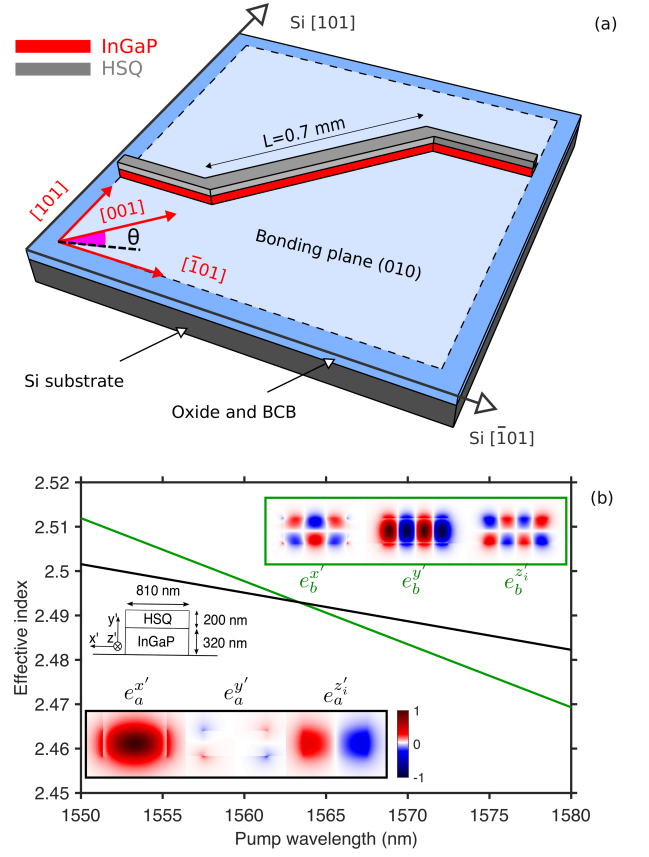 Si [101]
(a)
InGaP
HSQ
L=0.7 mm
[101]
[001]
θ
[1̅01]
Bonding plane (010)
Si substrate
Oxide and BCB
Si [1̅01]
2.52
2.51
2.5
2.49
2.48
2.47
2.46
2.45
Effective index
(b)
e_b^{x'}
e_b^{y'}
e_b^{z'_i}
810 nm
HSQ
200 nm
InGaP
320 nm
y'
x'
z'
e_a^{x'}
e_a^{y'}
e_a^{z'_i}
1
0
-1
1550
1555
1560
1565
1570
1575
1580
Pump wavelength (nm)